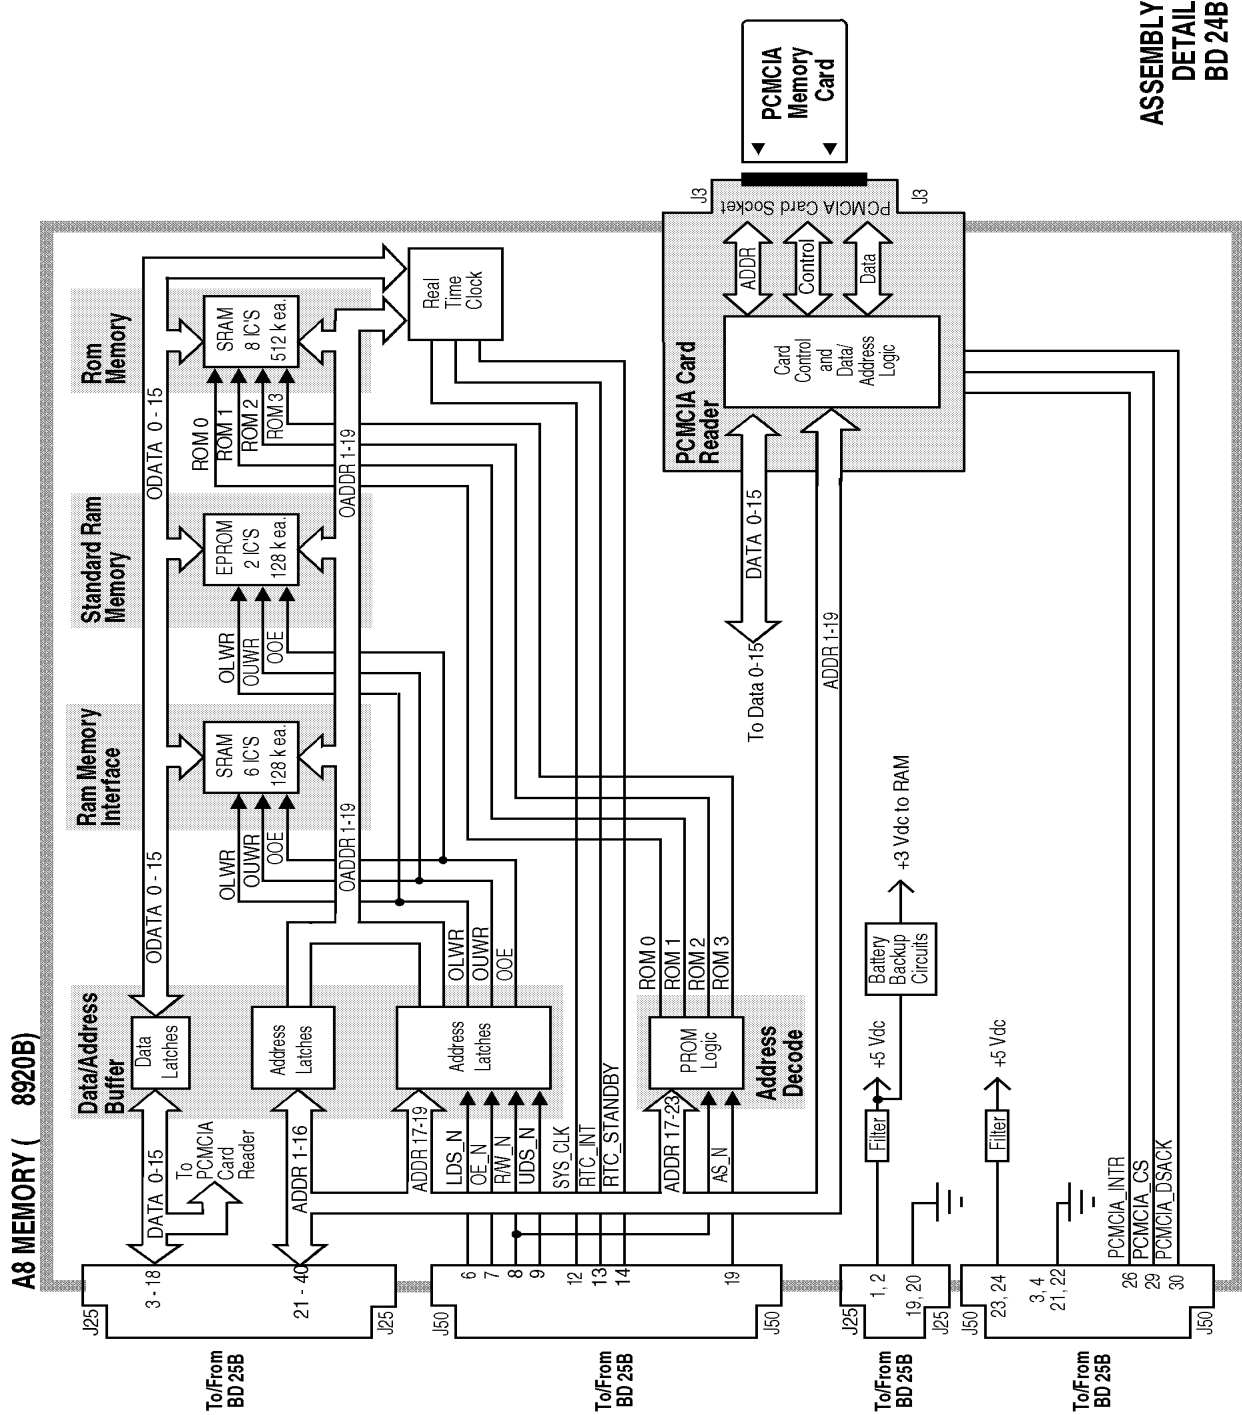 A8 MEMORY ( 8920B)
ASSEMBLY
DETAIL
BD 24B
Data/Address
Buffer
Data
Latches
Address
Latches
Address
Latches
Ram Memory
Interface
SRAM
6 IC'S
128 k ea.
Standard Ram
Memory
EPROM
2 IC'S
128 k ea.
Rom
Memory
SRAM
8 IC'S
512 k ea.
ODATA 0 - 15
ODATA 0 - 15
OLWR
OUWR
OOE
OLWR
OUWR
OOE
ROM 0
ROM 1
ROM 2
ROM 3
OADDR 1-19
OADDR 1-19
Real
Time
Clock
OLWR
OUWR
OOE
DATA 0-15
To
PCMCIA
Card
Reader
ADDR 1-16
ADDR 17-19
LDS_N
OE_N
R/W_N
UDS_N
SYS_CLK
RTC_INT
RTC_STANDBY
ADDR 17-23
AS_N
PROM
Logic
Address
Decode
ROM 0
ROM 1
ROM 2
ROM 3
PCMCIA Card
Reader
Card
Control
and
Data/
Address
Logic
ADDR
Control
Data
PCMCIA Card Socket
J3
J3
PCMCIA
Memory
Card
DATA 0-15
To Data 0-15
ADDR 1-19
Filter
+5 Vdc
Battery
Backup
Circuits
+3 Vdc to RAM
Filter
+5 Vdc
PCMCIA_INTR
PCMCIA_CS
PCMCIA_DSACK
J25
3 - 18
21 - 40
J25
To/From
BD 25B
J50
6
7
8
9
12
13
14
19
J50
To/From
BD 25B
J25
1, 2
19, 20
J25
To/From
BD 25B
J50
23, 24
3, 4
21, 22
26
29
30
J50
To/From
BD 25B